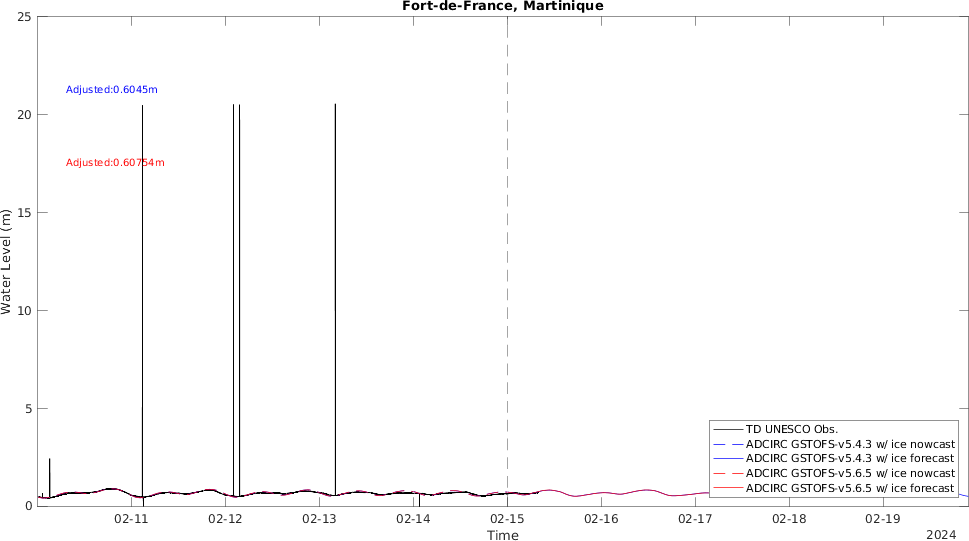 Fort-de-France, Martinique
25
20
15
10
5
0
Water Level (m)
Adjusted:0.6045m
Adjusted:0.60754m
TD UNESCO Obs.
ADCIRC GSTOFS-v5.4.3 w/ ice nowcast
ADCIRC GSTOFS-v5.4.3 w/ ice forecast
ADCIRC GSTOFS-v5.6.5 w/ ice nowcast
ADCIRC GSTOFS-v5.6.5 w/ ice forecast
02-11 02-12 02-13 02-14 02-15 02-16 02-17 02-18 02-19
Time
2024